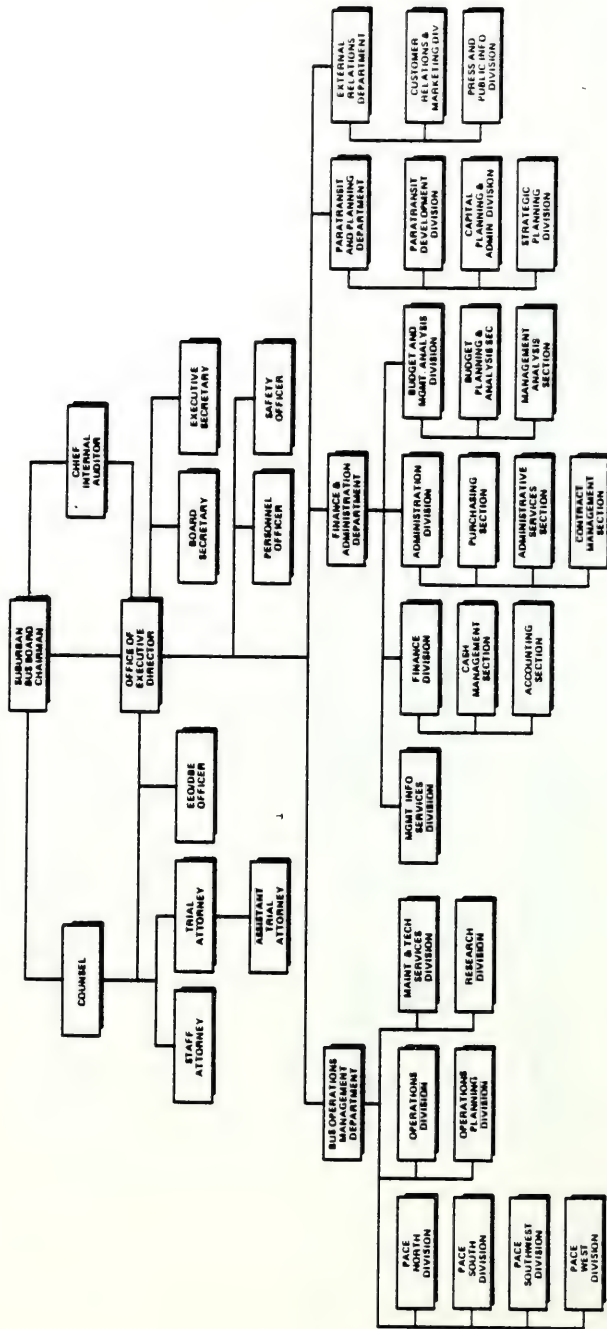 SUBURBAN
BUS BOARD
CHAIRMAN
COUNSEL
CHIEF
INTERNAL
AUDITOR
OFFICE OF
EXECUTIVE
DIRECTOR
STAFF
ATTORNEY
TRIAL
ATTORNEY
ASSISTANT
TRIAL
ATTORNEY
EEO/DBE
OFFICER
BOARD
SECRETARY
EXECUTIVE
SECRETARY
PERSONNEL
OFFICER
SAFETY
OFFICER
BUS OPERATIONS
MANAGEMENT
DEPARTMENT
PACE
NORTH
DIVISION
PACE
SOUTH
DIVISION
PACE
SOUTHWEST
DIVISION
PACE
WEST
DIVISION
OPERATIONS
DIVISION
OPERATIONS
PLANNING
DIVISION
MAINT & TECH
SERVICES
DIVISION
RESEARCH
DIVISION
FINANCE &
ADMINISTRATION
DEPARTMENT
MGMT INFO
SERVICES
DIVISION
FINANCE
DIVISION
CASH
MANAGEMENT
SECTION
ACCOUNTING
SECTION
ADMINISTRATION
DIVISION
PURCHASING
SECTION
ADMINISTRATIVE
SERVICES
SECTION
CONTRACT
MANAGEMENT
SECTION
BUDGET AND
MGMT. ANALYSIS
DIVISION
BUDGET
PLANNING &
ANALYSIS SEC
MANAGEMENT
ANALYSIS
SECTION
PARATRANSIT
AND PLANNING
DEPARTMENT
PARATRANSIT
DEVELOPMENT
DIVISION
CAPITAL
PLANNING &
ADMIN DIVISION
STRATEGIC
PLANNING
DIVISION
EXTERNAL
RELATIONS
DEPARTMENT
CUSTOMER
RELATIONS &
MARKETING DIV
PRESS AND
PUBLIC INFO
DIVISION